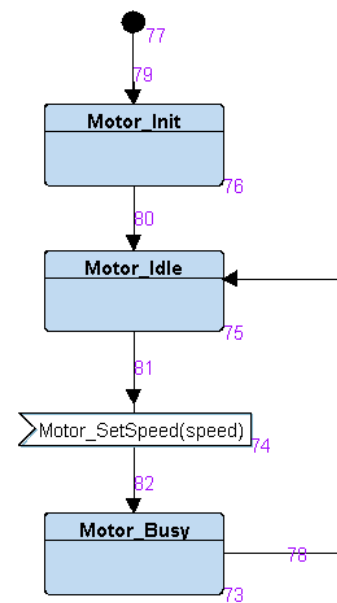 77
79
Motor_Init
76
80
Motor_Idle
75
81
Motor_SetSpeed(speed)
74
82
Motor_Busy
78
73